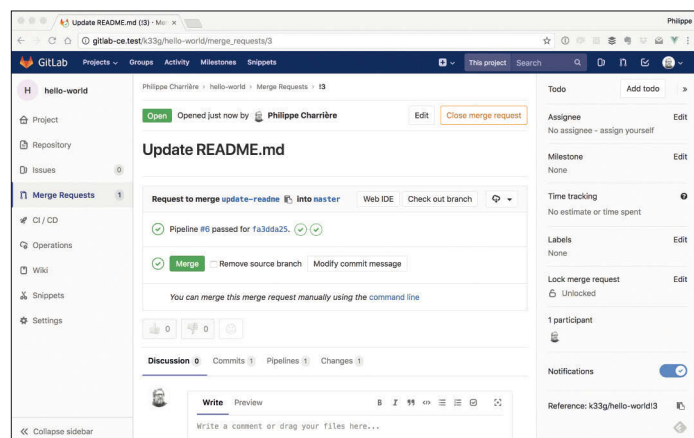 Update README.md (!3) · Mer
Philippe
gitlab-ce.test/k33g/hello-world/merge_requests/3
GitLab Projects Groups Activity Milestones Snippets This project Search
H hello-world
Project
Repository
Issues 0
Merge Requests 1
CI / CD
Operations
Wiki
Snippets
Settings
Collapse sidebar
Philippe Charrière > hello-world > Merge Requests > !3
Open Opened just now by Philippe Charrière Edit Close merge request
Update README.md
Request to merge update-readme into master Web IDE Check out branch
Pipeline #6 passed for fa3dda25.
Merge Remove source branch Modify commit message
You can merge this merge request manually using the command line
0 0
Discussion 0 Commits 1 Pipelines 1 Changes 1
Write Preview
Write a comment or drag your files here...
Todo Add todo »
Assignee Edit
No assignee - assign yourself
Milestone Edit
None
Time tracking
No estimate or time spent
Labels Edit
None
Lock merge request Edit
Unlocked
1 participant
Notifications
Reference: k33g/hello-world!3